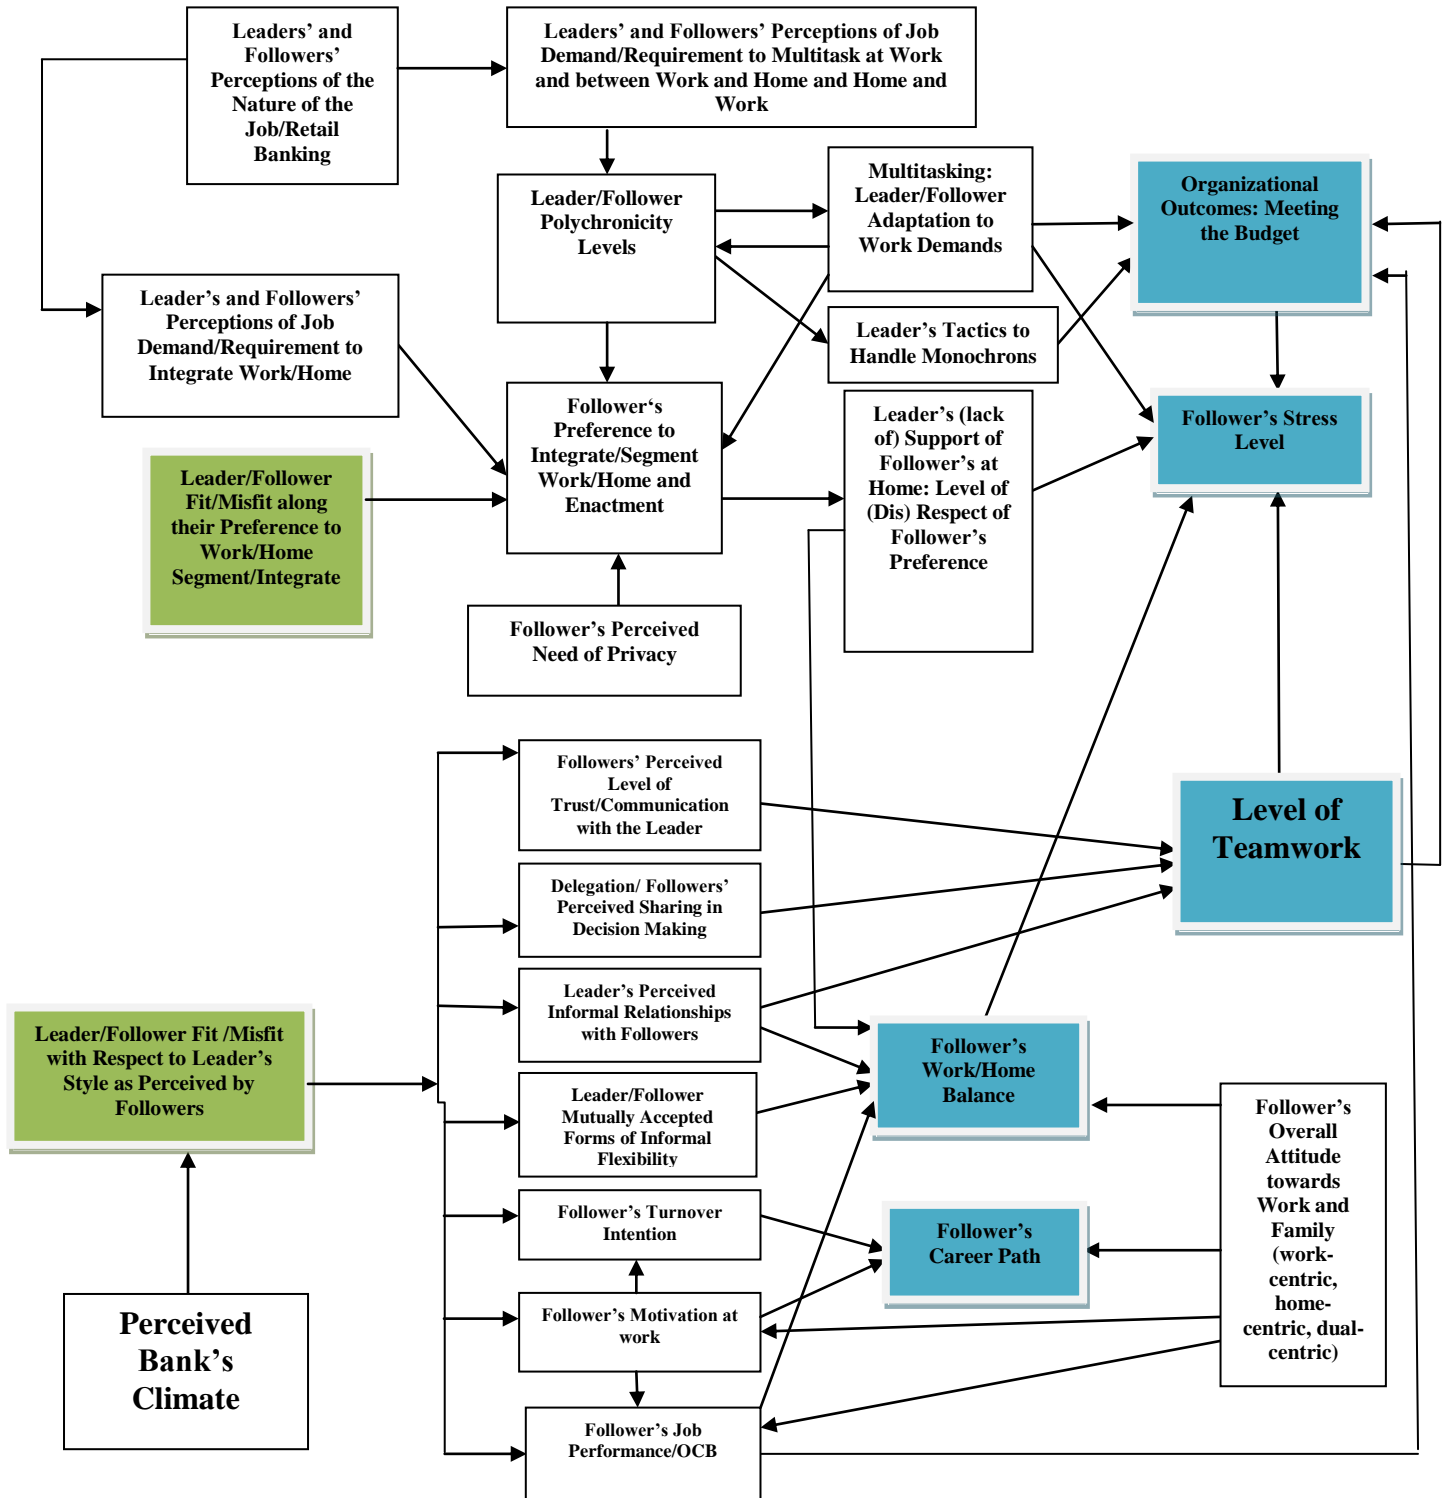 Leaders’ and
Followers’
Perceptions of the
Nature of the
Job/Retail
Banking
Leaders’ and Followers’ Perceptions of Job
Demand/Requirement to Multitask at Work
and between Work and Home and Home and
Work
Leader/Follower
Polychronicity
Levels
Multitasking:
Leader/Follower
Adaptation to
Work Demands
Organizational
Outcomes: Meeting
the Budget
Leader’s and Followers’
Perceptions of Job
Demand/Requirement to
Integrate Work/Home
Leader’s Tactics to
Handle Monochrons
Follower‘s
Preference to
Integrate/Segment
Work/Home and
Enactment
Leader’s (lack
of) Support of
Follower’s at
Home: Level of
(Dis) Respect of
Follower’s
Preference
Follower’s Stress
Level
Leader/Follower
Fit/Misfit along
their Preference to
Work/Home
Segment/Integrate
Follower’s Perceived
Need of Privacy
Followers’ Perceived
Level of
Trust/Communication
with the Leader
Level of
Teamwork
Delegation/ Followers’
Perceived Sharing in
Decision Making
Leader’s Perceived
Informal Relationships
with Followers
Leader/Follower Fit /Misfit
with Respect to Leader’s
Style as Perceived by
Followers
Follower’s
Work/Home
Balance
Leader/Follower
Mutually Accepted
Forms of Informal
Flexibility
Follower’s
Overall
Attitude
towards
Work and
Family
(work-
centric,
home-
centric, dual-
centric)
Follower’s Turnover
Intention
Follower’s
Career Path
Perceived
Bank’s
Climate
Follower’s Motivation at
work
Follower’s Job
Performance/OCB